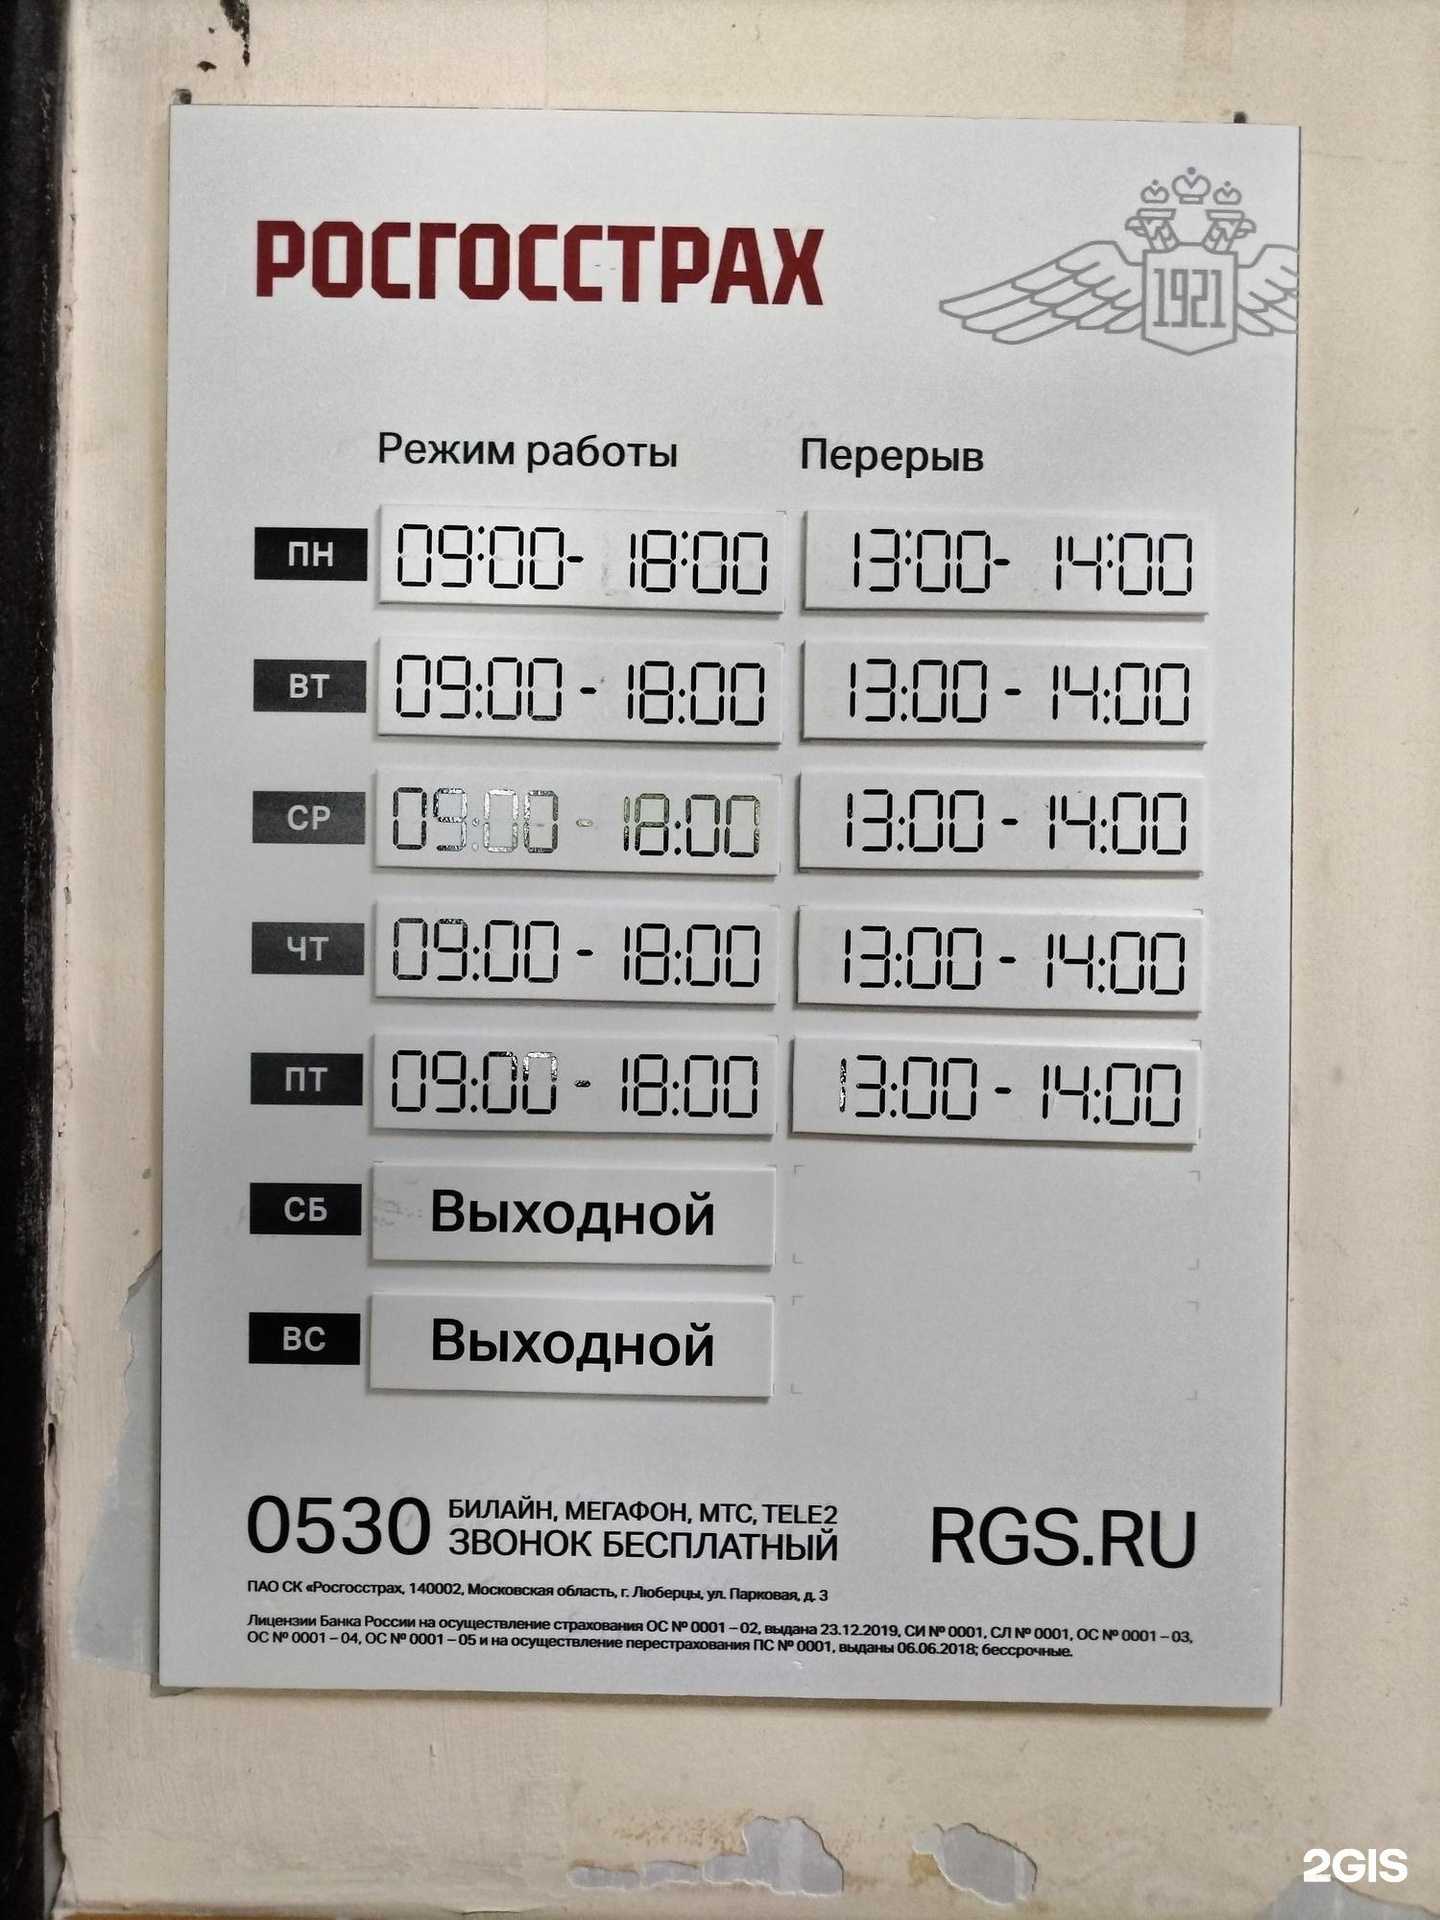 РОСГОССТРАХ
1921
Режим работы Перерыв
ПН 09:00- 18:00 13:00- 14:00
ВТ 09:00 - 18:00 13:00 - 14:00
СР 09:00 - 18:00 13:00 - 14:00
ЧТ 09:00 - 18:00 13:00 - 14:00
ПТ 09:00 - 18:00 13:00 - 14:00
СБ Выходной
ВС Выходной
0530 БИЛАЙН, МЕГАФОН, МТС, TELE2
ЗВОНОК БЕСПЛАТНЫЙ
RGS.RU
ПАО СК «Росгосстрах, 140002, Московская область, г. Люберцы, ул. Парковая, д. 3
Лицензии Банка России на осуществление страхования ОС № 0001 – 02, выдана 23.12.2019, СИ № 0001, СЛ № 0001, ОС № 0001 – 03,
ОС № 0001 – 04, ОС № 0001 – 05 и на осуществление перестрахования ПС № 0001, выданы 06.06.2018; бессрочные.
2GIS